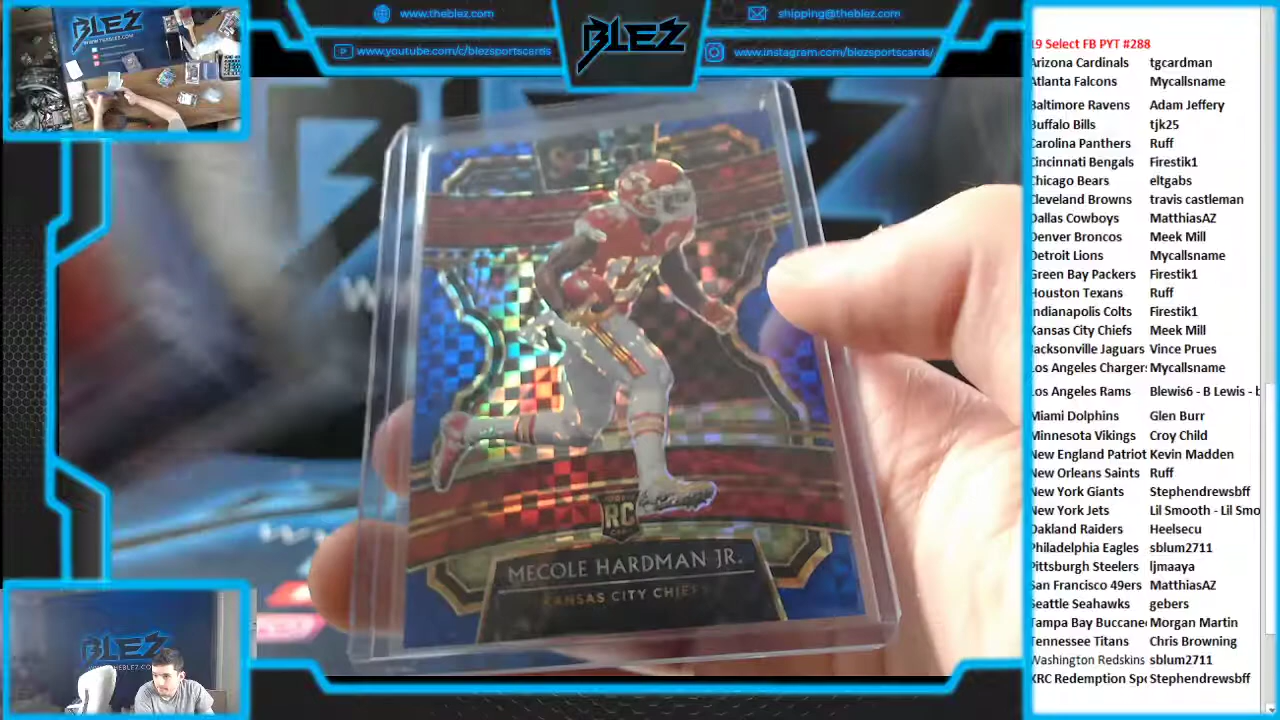 BLEZ
www.theblez.com
shipping@theblez.com
www.youtube.com/c/blezsportscards
www.instagram.com/blezsportscards/
BLEZ
RC
MECOLE HARDMAN JR.
KANSAS CITY CHIEFS
BLEZ
19 Select FB PYT #288
Arizona Cardinals tgcardman
Atlanta Falcons Mycallsname
Baltimore Ravens Adam Jeffery
Buffalo Bills tjk25
Carolina Panthers Ruff
Cincinnati Bengals Firestik1
Chicago Bears eltgabs
Cleveland Browns travis castleman
Dallas Cowboys MatthiasAZ
Denver Broncos Meek Mill
Detroit Lions Mycallsname
Green Bay Packers Firestik1
Houston Texans Ruff
Indianapolis Colts Firestik1
Kansas City Chiefs Meek Mill
Jacksonville Jaguars Vince Prues
Los Angeles Chargers Mycallsname
Los Angeles Rams Blewis6 - B Lewis - b
Miami Dolphins Glen Burr
Minnesota Vikings Croy Child
New England Patriot Kevin Madden
New Orleans Saints Ruff
New York Giants Stephendrewsbff
New York Jets Lil Smooth - Lil Smo
Oakland Raiders Heelsecu
Philadelphia Eagles sblum2711
Pittsburgh Steelers ljmaaya
San Francisco 49ers MatthiasAZ
Seattle Seahawks gebers
Tampa Bay Buccanee Morgan Martin
Tennessee Titans Chris Browning
Washington Redskins sblum2711
XRC Redemption Spo Stephendrewsbff